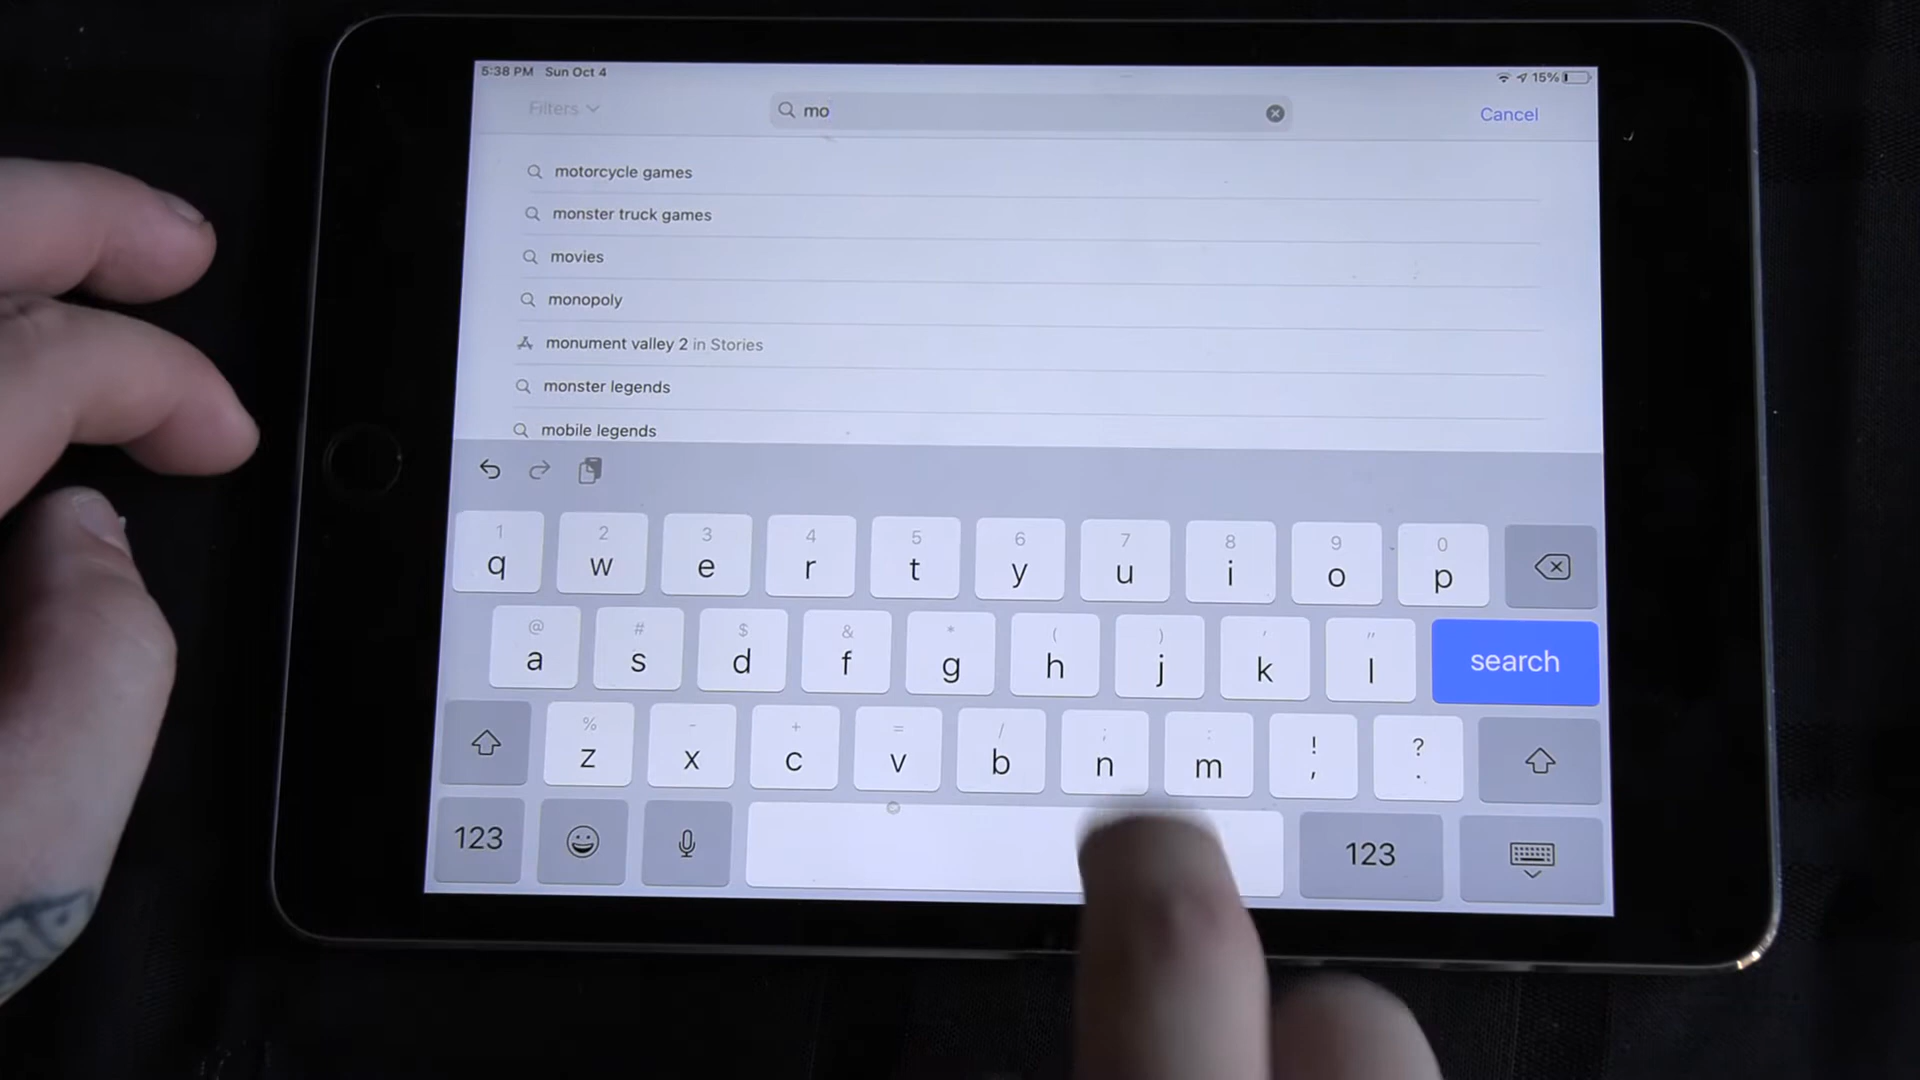 5:38 PM Sun Oct 4 15%
Filters mo Cancel
motorcycle games
monster truck games
movies
monopoly
monument valley 2 in Stories
monster legends
mobile legends
1 2 3 4 5 6 7 8 9 0
q w e r t y u i o p
@ # $ & * ( ) ' "
a s d f g h j k l search
% - + = / ; : ! ?
z x c v b n m , .
123 123